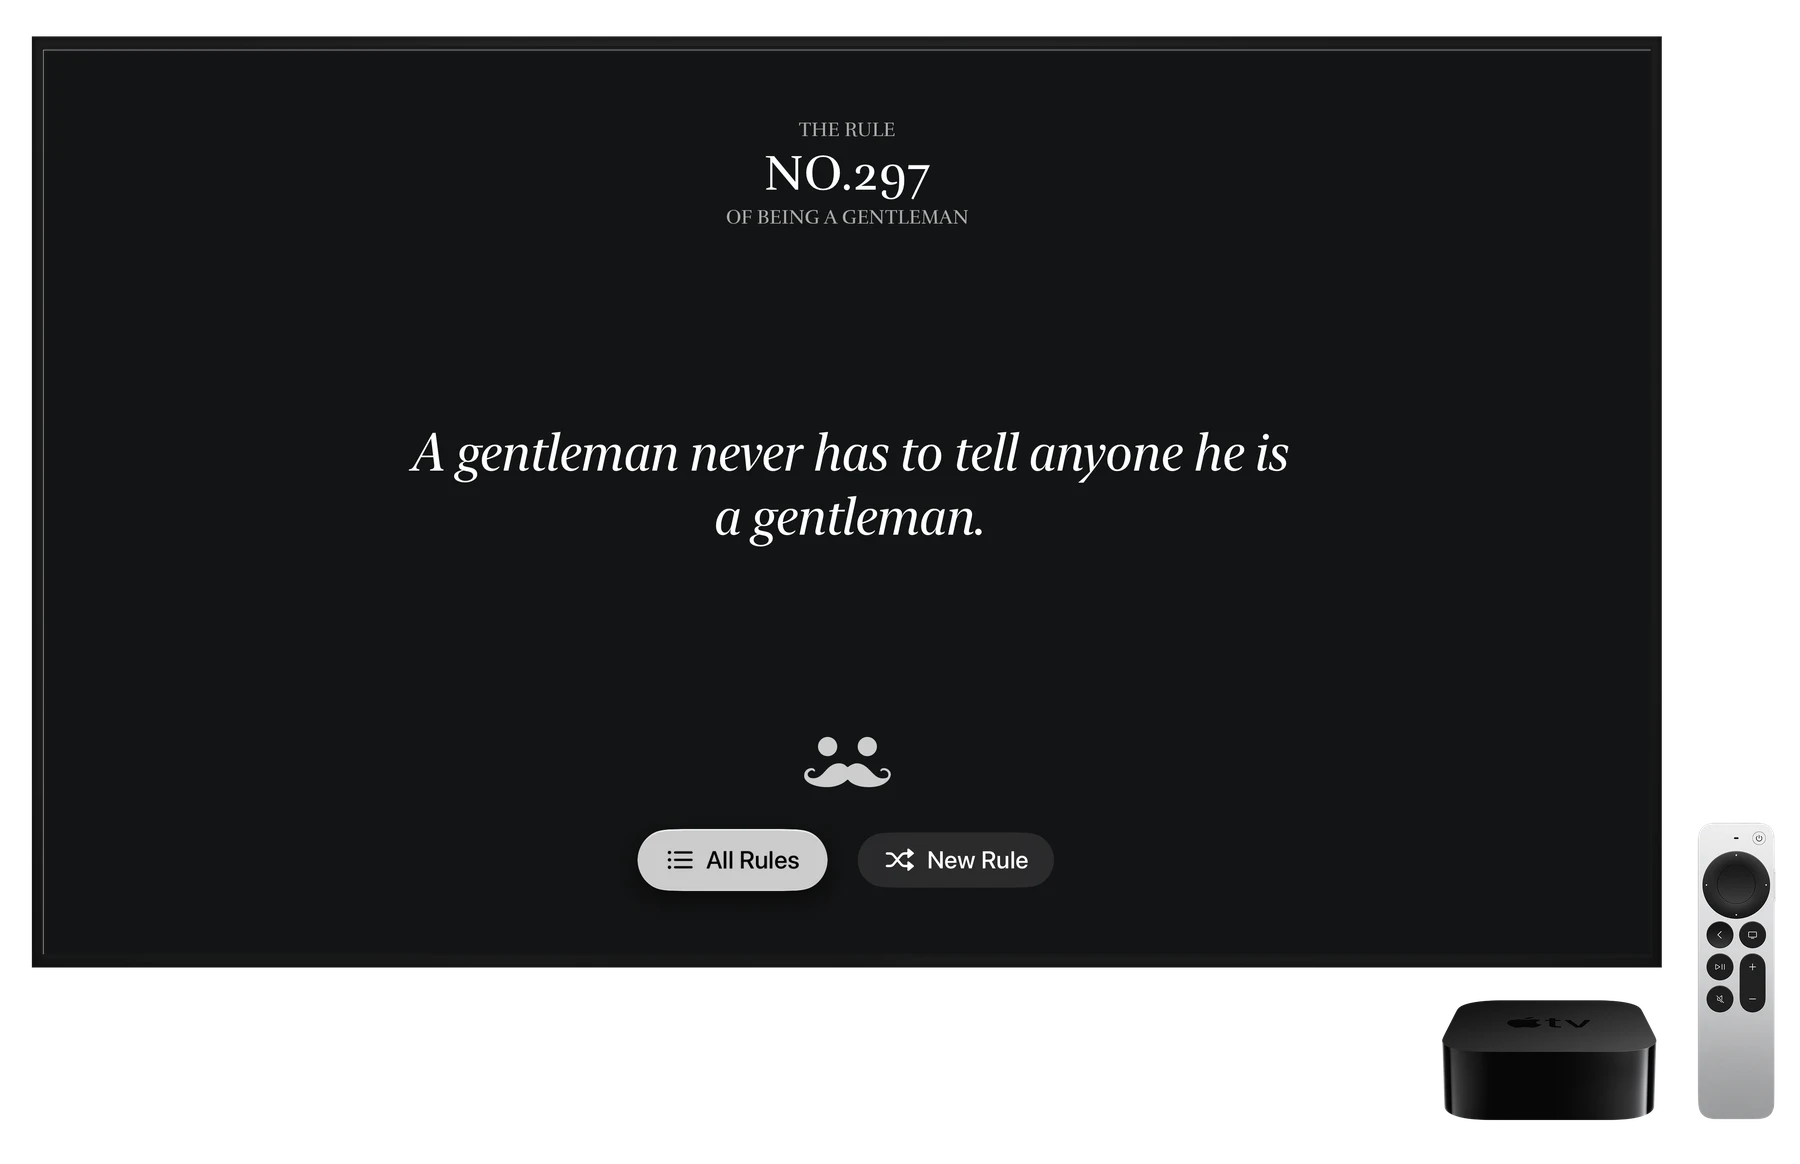 THE RULE
NO.297
OF BEING A GENTLEMAN
A gentleman never has to tell anyone he is
a gentleman.
All Rules
New Rule
tv